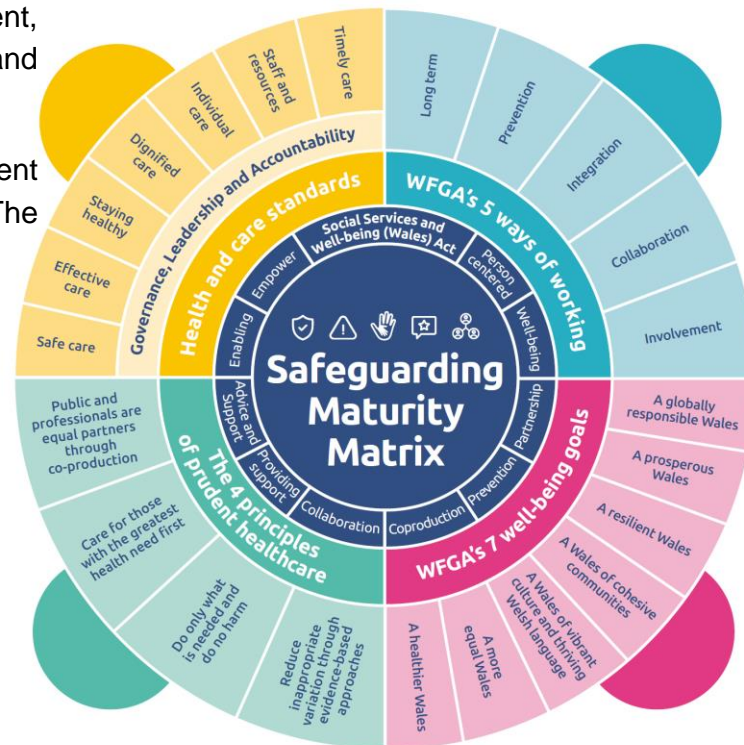 ent,
and
ent
The
Timely care
Staff and
resources
Individual
care
Dignified
care
Staying
healthy
Effective
care
Safe care
Governance, Leadership and Accountability
Health and care standards
Long term
Prevention
Integration
Collaboration
Involvement
WFGA's 5 ways of working
Social Services and
Well-being (Wales) Act
Person
centered
Well-being
Partnership
Prevention
Coproduction
Collaboration
Providing
support
Advice and
Support
Enabling
Empower
Safeguarding
Maturity
Matrix
Public and
professionals are
equal partners
through
co-production
Care for those
with the greatest
health need first
Do only what
is needed and
do no harm
Reduce
inappropriate
variation through
evidence-based
approaches
The 4 principles
of prudent healthcare
WFGA's 7 well-being goals
A globally
responsible Wales
A prosperous
Wales
A resilient Wales
A Wales of cohesive
communities
A Wales of vibrant
culture and thriving
Welsh language
A more
equal Wales
A healthier Wales